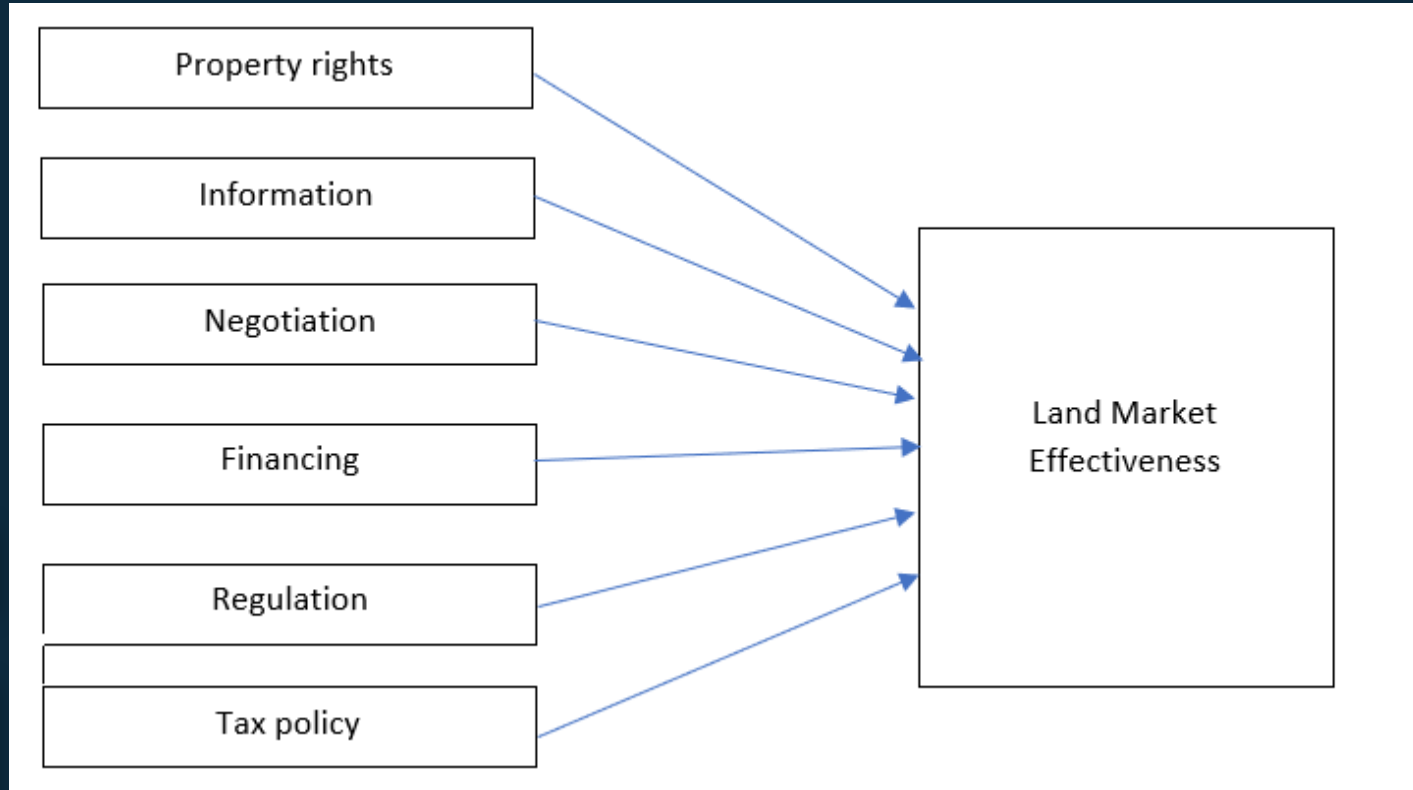 Property rights
Information
Negotiation
Financing
Regulation
Tax policy
Land Market
Effectiveness